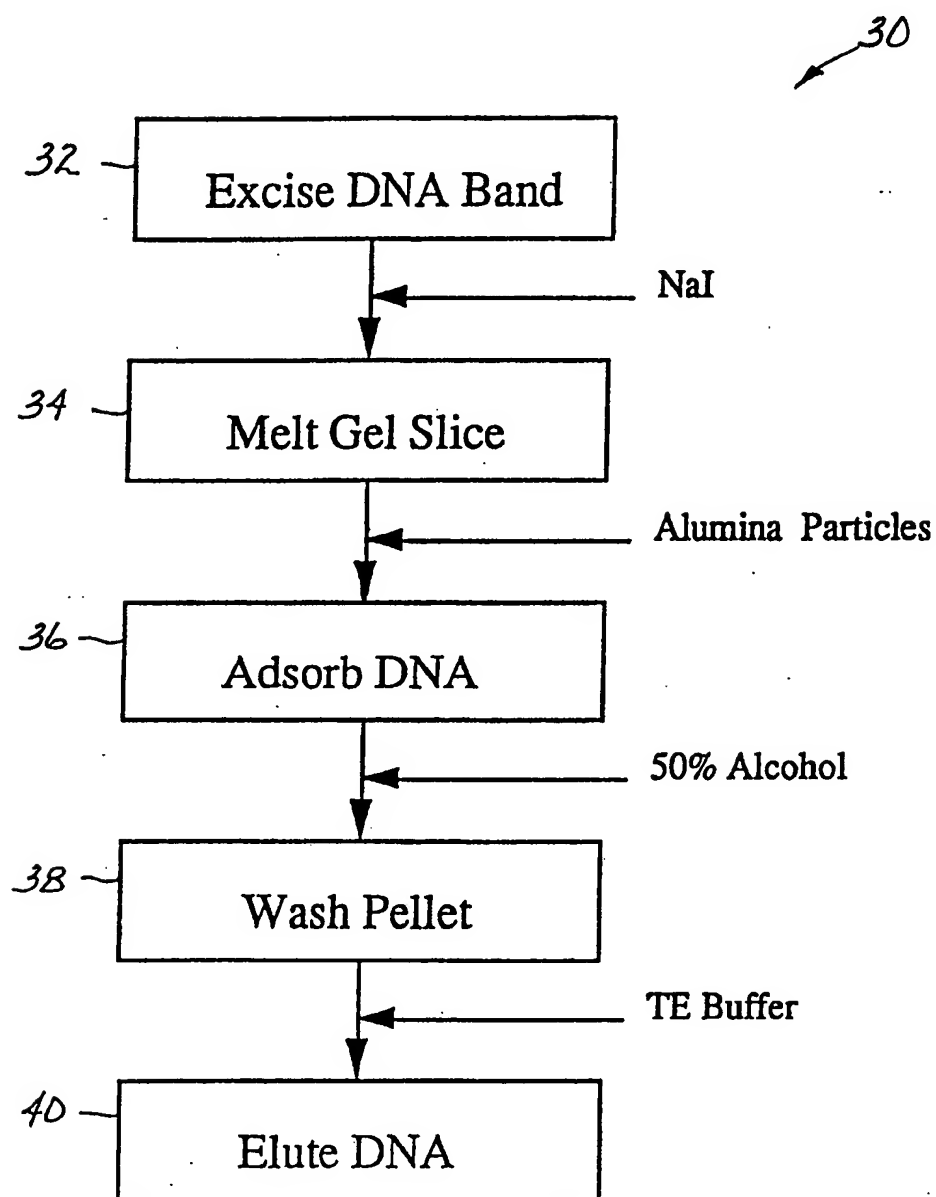 30
32
Excise DNA Band
NaI
34
Melt Gel Slice
Alumina Particles
36
Adsorb DNA
50% Alcohol
38
Wash Pellet
TE Buffer
40
Elute DNA